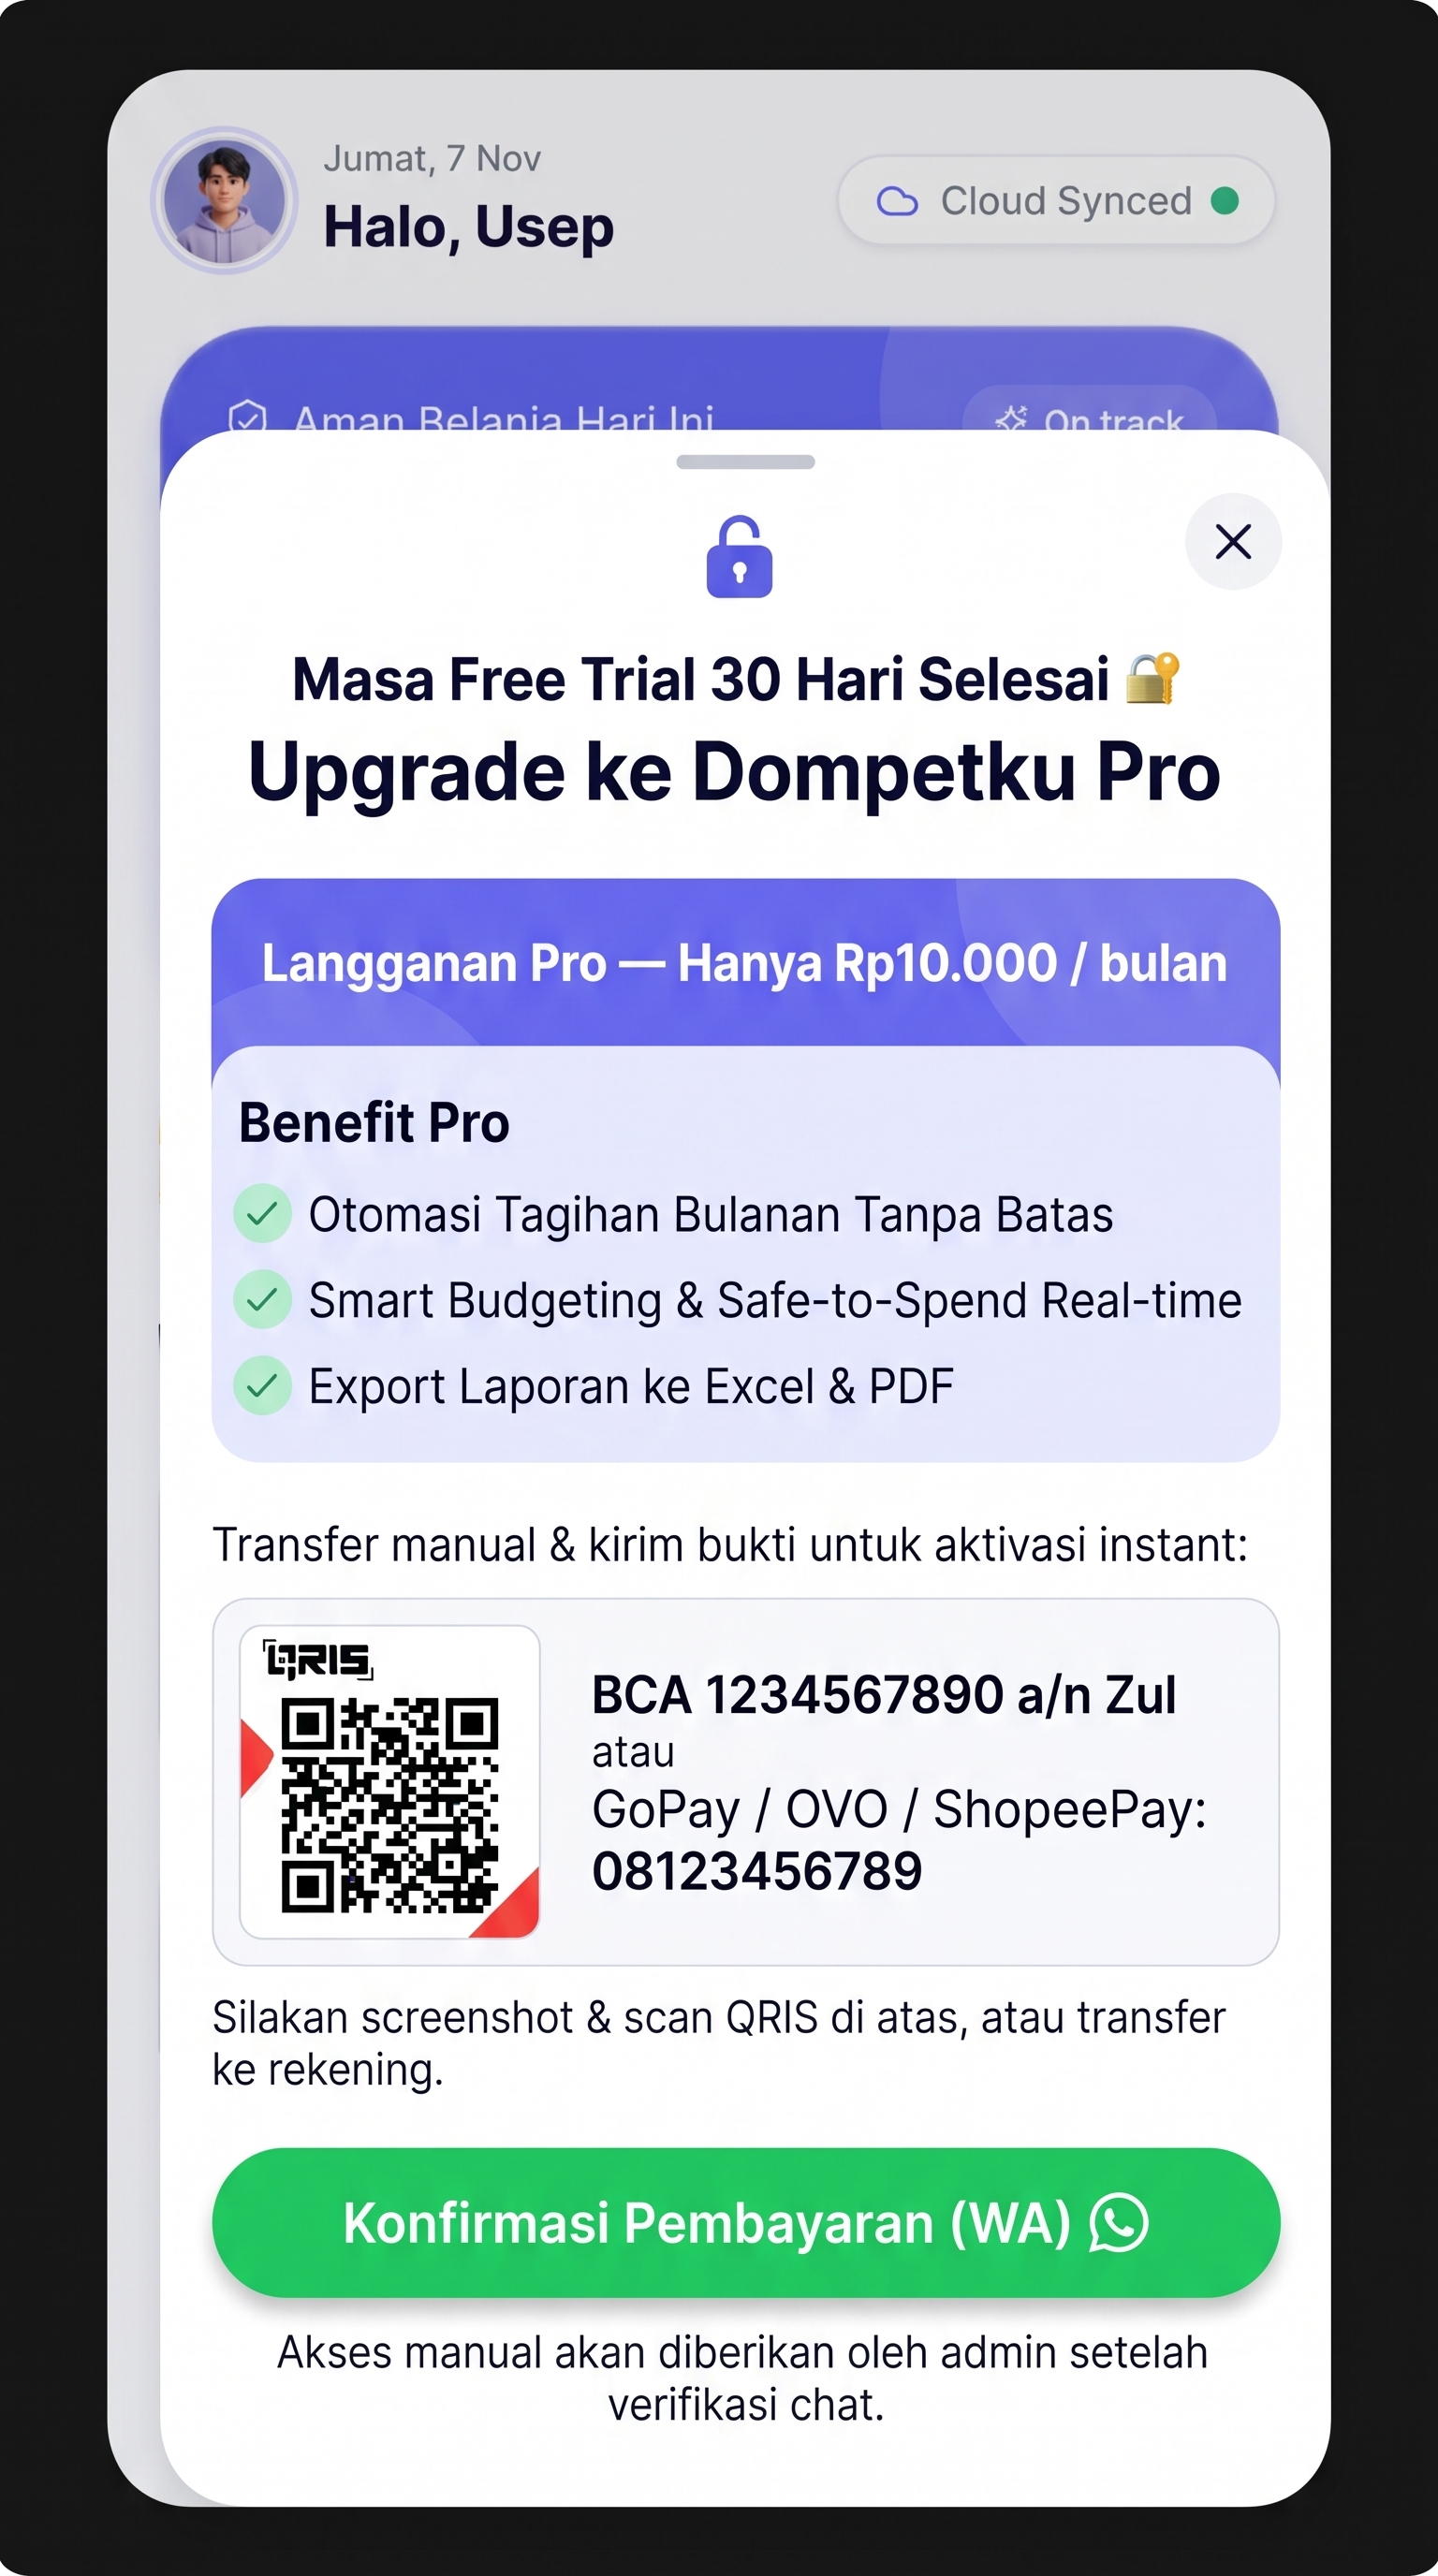 Jumat, 7 Nov
Halo, Usep
Cloud Synced
Aman Belanja Hari Ini
On track
Masa Free Trial 30 Hari Selesai 🔐
Upgrade ke Dompetku Pro
Langganan Pro — Hanya Rp10.000 / bulan
Benefit Pro
Otomasi Tagihan Bulanan Tanpa Batas
Smart Budgeting & Safe-to-Spend Real-time
Export Laporan ke Excel & PDF
Transfer manual & kirim bukti untuk aktivasi instant:
QRIS
BCA 1234567890 a/n Zul
atau
GoPay / OVO / ShopeePay:
08123456789
Silakan screenshot & scan QRIS di atas, atau transfer
ke rekening.
Konfirmasi Pembayaran (WA)
Akses manual akan diberikan oleh admin setelah
verifikasi chat.